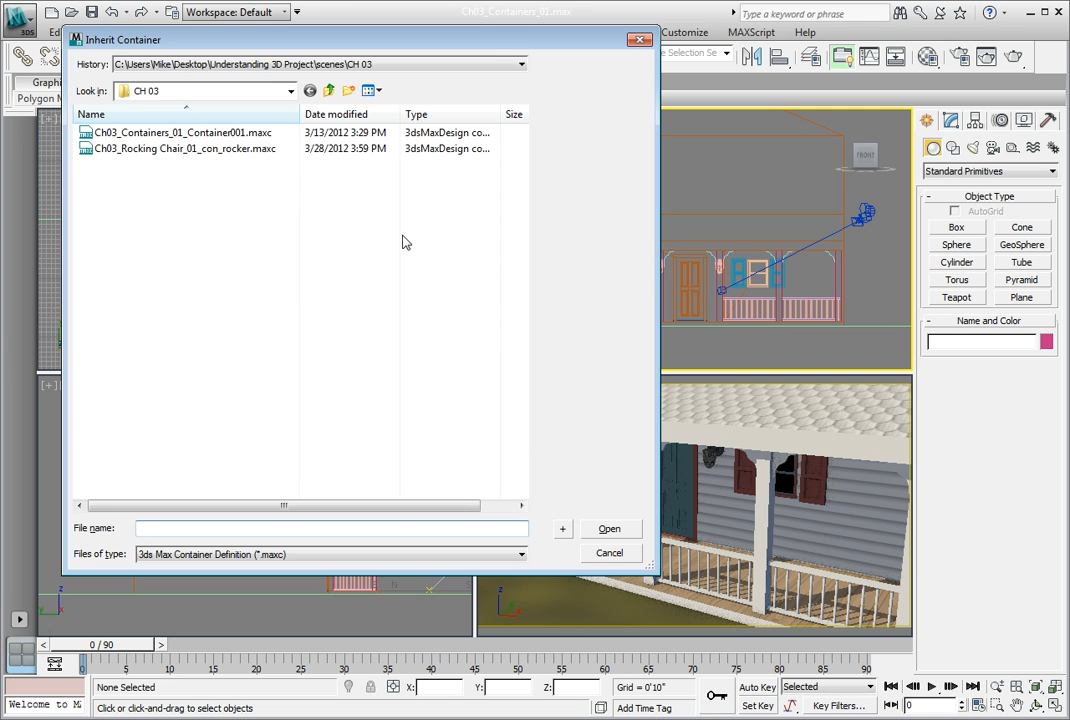 3DS
Workspace: Default
Ch03_Containers_01.max
Type a keyword or phrase
Inherit Container
Customize
MAXScript
Help
History:
C:\Users\Mike\Desktop\Understanding 3D Project\scenes\CH 03
Look in:
CH 03
Graphi
Polygon M
Name
Date modified
Type
Size
Ch03_Containers_01_Container001.maxc
3/13/2012 3:29 PM
3dsMaxDesign co...
Ch03_Rocking Chair_01_con_rocker.maxc
3/28/2012 3:59 PM
3dsMaxDesign co...
FRONT
Standard Primitives
Object Type
AutoGrid
Box
Cone
Sphere
GeoSphere
Cylinder
Tube
Torus
Pyramid
Teapot
Plane
Name and Color
File name:
+
Open
Files of type:
3ds Max Container Definition (*.maxc)
Cancel
[+]
[+]
N
z
y
x
z
x
< 0 / 90 >
0 5 10 15 20 25 30 35 40 45 50 55 60 65 70 75 80 85 90
None Selected
X:
Y:
Z:
Grid = 0'10"
Auto Key
Selected
Welcome to M
Click or click-and-drag to select objects
Add Time Tag
Set Key
Key Filters...
0